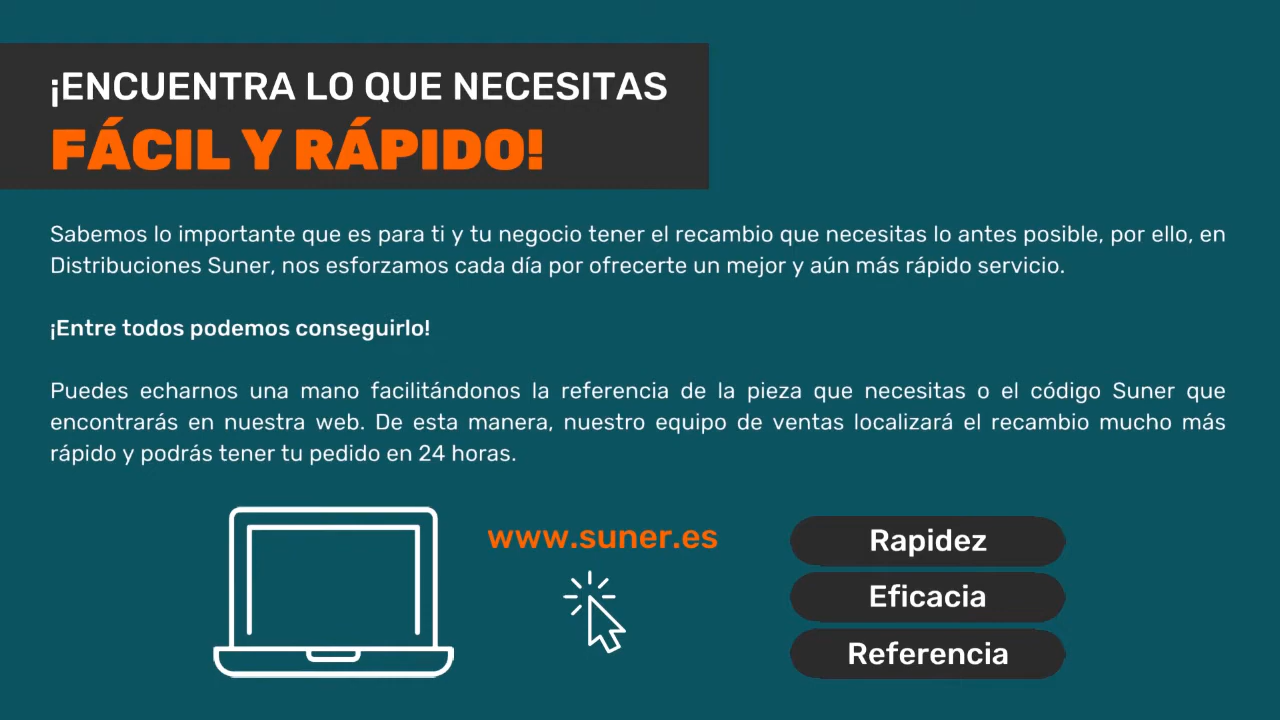 ¡ENCUENTRA LO QUE NECESITAS
FÁCIL Y RÁPIDO!
Sabemos lo importante que es para ti y tu negocio tener el recambio que necesitas lo antes posible, por ello, en
Distribuciones Suner, nos esforzamos cada día por ofrecerte un mejor y aún más rápido servicio.
¡Entre todos podemos conseguirlo!
Puedes echarnos una mano facilitándonos la referencia de la pieza que necesitas o el código Suner que
encontrarás en nuestra web. De esta manera, nuestro equipo de ventas localizará el recambio mucho más
rápido y podrás tener tu pedido en 24 horas.
www.suner.es
Rapidez
Eficacia
Referencia